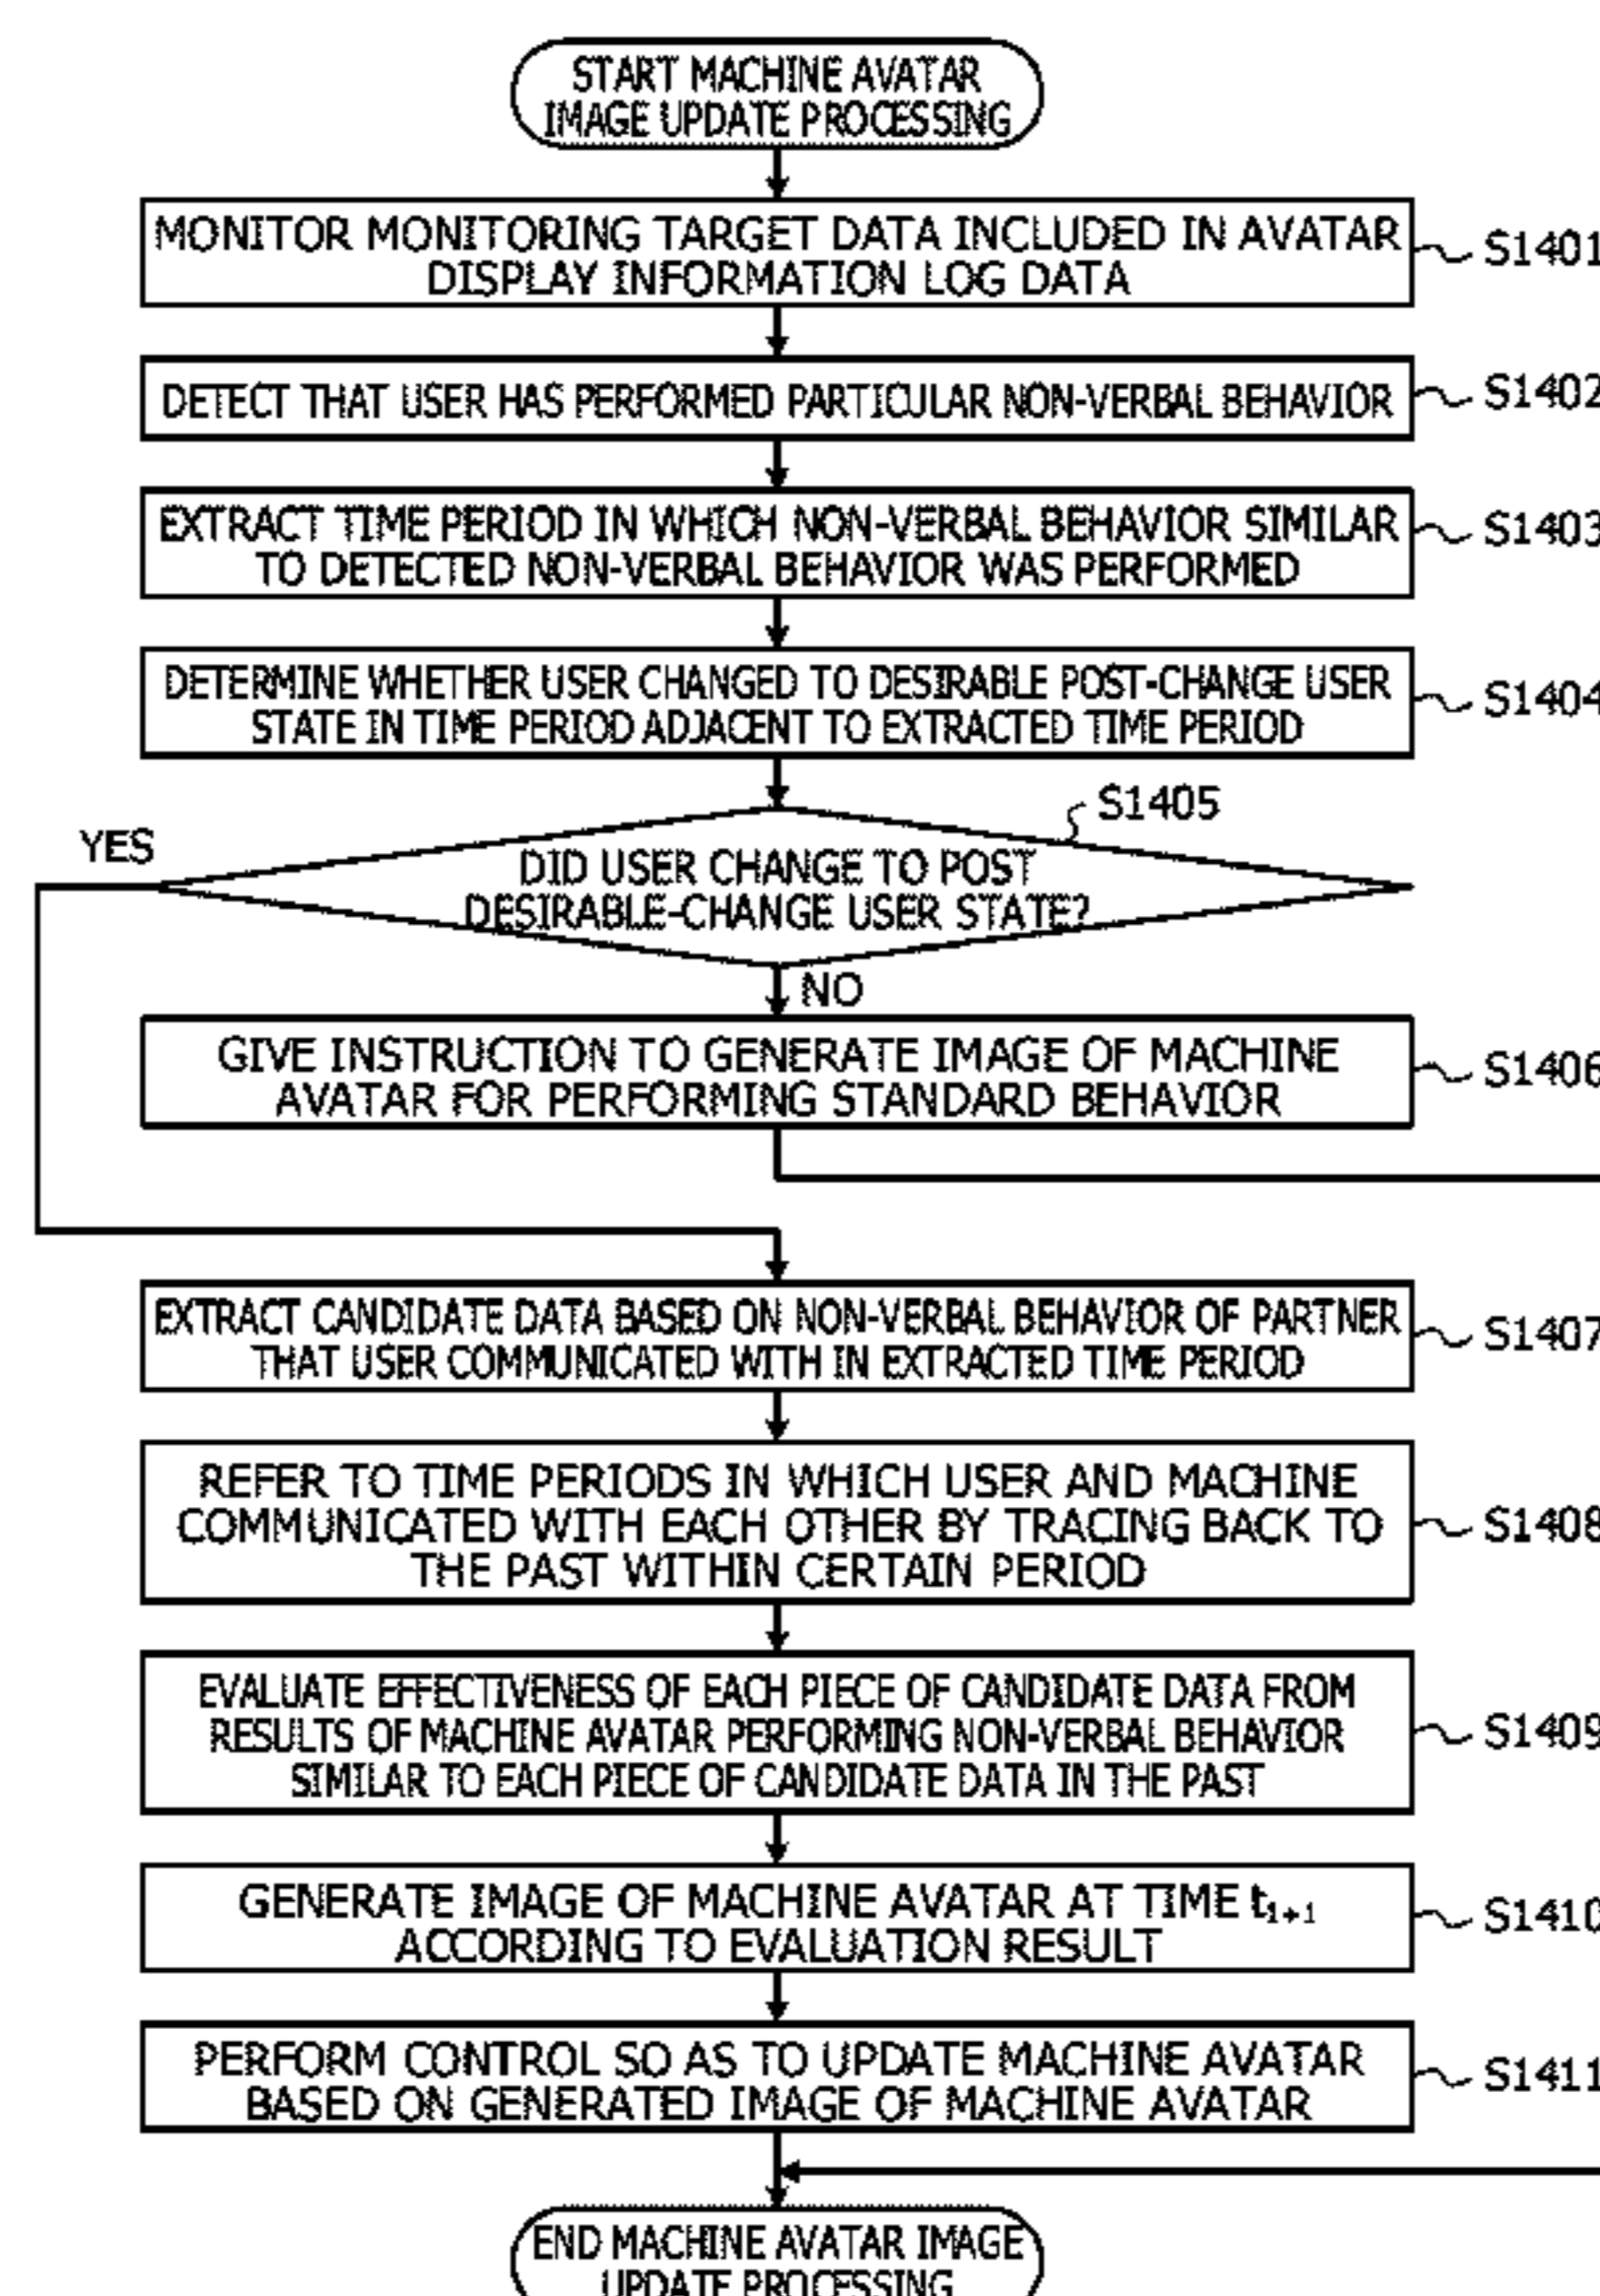 START MACHINE AVATAR
IMAGE UPDATE PROCESSING
MONITOR MONITORING TARGET DATA INCLUDED IN AVATAR
DISPLAY INFORMATION LOG DATA
S1401
DETECT THAT USER HAS PERFORMED PARTICULAR NON-VERBAL BEHAVIOR
S1402
EXTRACT TIME PERIOD IN WHICH NON-VERBAL BEHAVIOR SIMILAR
TO DETECTED NON-VERBAL BEHAVIOR WAS PERFORMED
S1403
DETERMINE WHETHER USER CHANGED TO DESIRABLE POST-CHANGE USER
STATE IN TIME PERIOD ADJACENT TO EXTRACTED TIME PERIOD
S1404
S1405
YES
DID USER CHANGE TO POST
DESIRABLE-CHANGE USER STATE?
NO
GIVE INSTRUCTION TO GENERATE IMAGE OF MACHINE
AVATAR FOR PERFORMING STANDARD BEHAVIOR
S1406
EXTRACT CANDIDATE DATA BASED ON NON-VERBAL BEHAVIOR OF PARTNER
THAT USER COMMUNICATED WITH IN EXTRACTED TIME PERIOD
S1407
REFER TO TIME PERIODS IN WHICH USER AND MACHINE
COMMUNICATED WITH EACH OTHER BY TRACING BACK TO
THE PAST WITHIN CERTAIN PERIOD
S1408
EVALUATE EFFECTIVENESS OF EACH PIECE OF CANDIDATE DATA FROM
RESULTS OF MACHINE AVATAR PERFORMING NON-VERBAL BEHAVIOR
SIMILAR TO EACH PIECE OF CANDIDATE DATA IN THE PAST
S1409
GENERATE IMAGE OF MACHINE AVATAR AT TIME t1+1
ACCORDING TO EVALUATION RESULT
S1410
PERFORM CONTROL SO AS TO UPDATE MACHINE AVATAR
BASED ON GENERATED IMAGE OF MACHINE AVATAR
S1411
END MACHINE AVATAR IMAGE
UPDATE PROCESSING